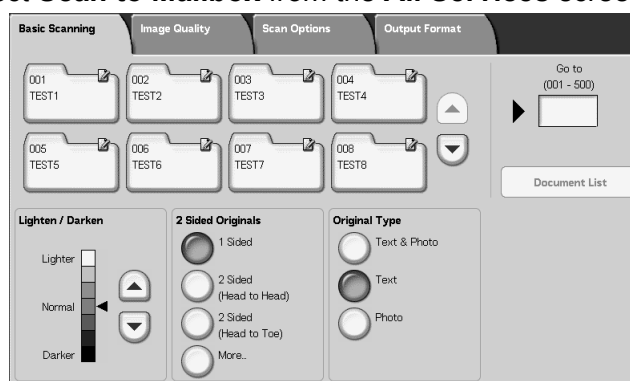 Scan to Mailbox from the All Services scree
Basic Scanning
Image Quality
Scan Options
Output Format
001
TEST1
002
TEST2
003
TEST3
004
TEST4
Go to
(001 - 500)
005
TEST5
006
TEST6
007
TEST7
008
TEST8
Document List
Lighten / Darken
Lighter
Normal
Darker
2 Sided Originals
1 Sided
2 Sided
(Head to Head)
2 Sided
(Head to Toe)
More..
Original Type
Text & Photo
Text
Photo